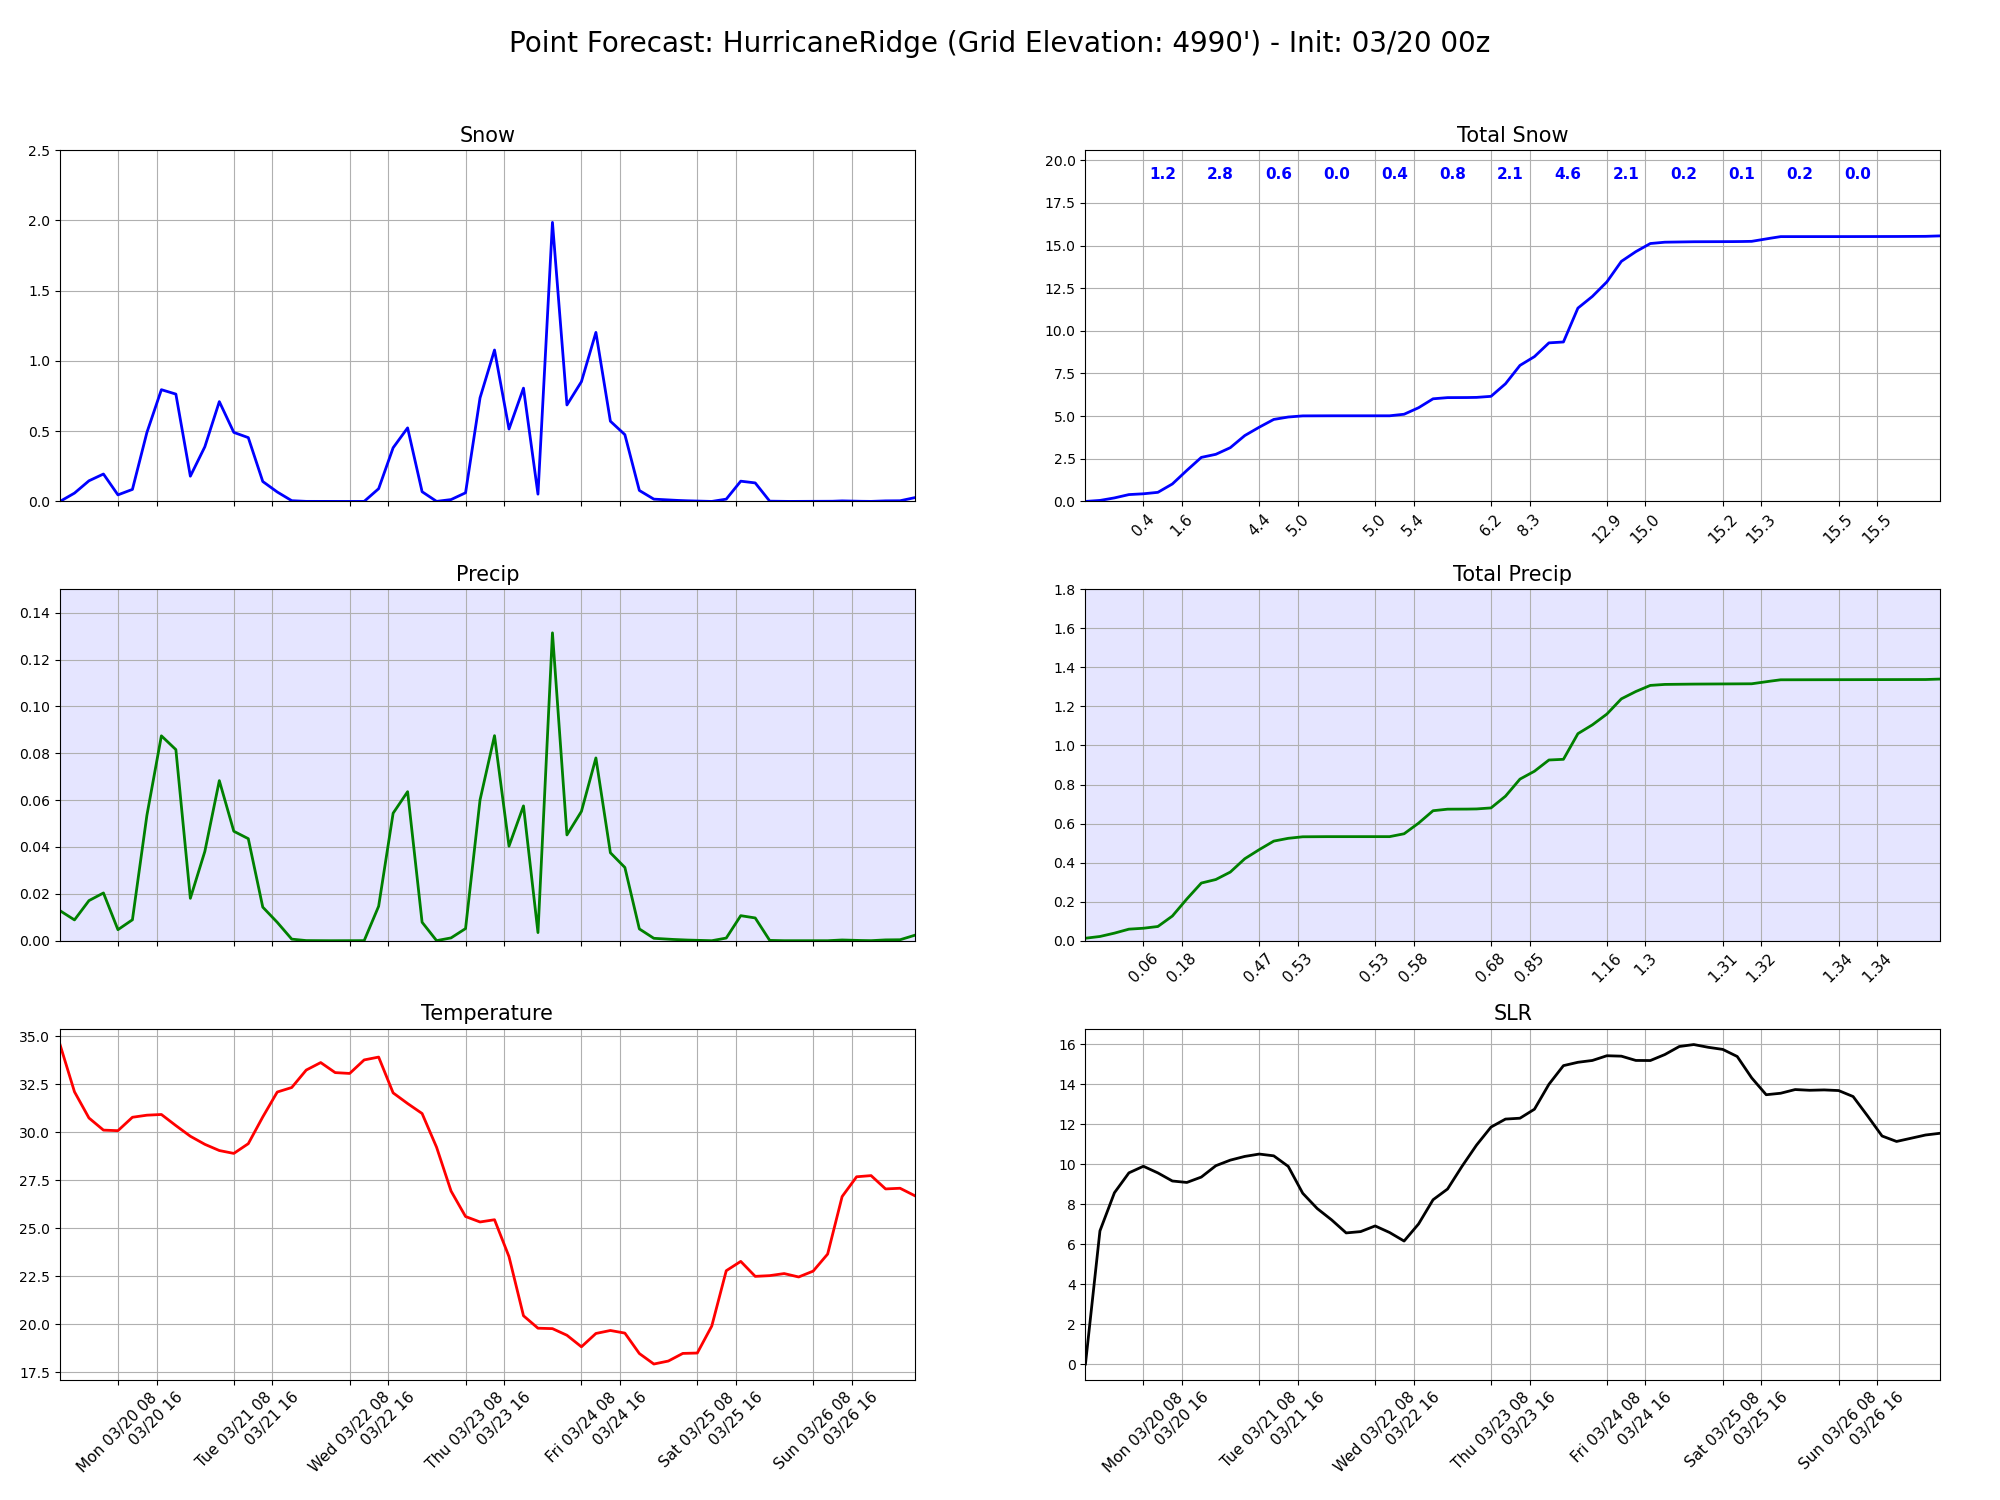 Point Forecast: HurricaneRidge (Grid Elevation: 4990') - Init: 03/20 00z
Snow
2.5
2.0
1.5
1.0
0.5
0.0
Total Snow
20.0
17.5
15.0
12.5
10.0
7.5
5.0
2.5
0.0
1.2 2.8 0.6 0.0 0.4 0.8 2.1 4.6 2.1 0.2 0.1 0.2 0.0
0.4 1.6 4.4 5.0 5.0 5.4 6.2 8.3 12.9 15.0 15.2 15.3 15.5 15.5
Precip
0.14
0.12
0.10
0.08
0.06
0.04
0.02
0.00
Total Precip
1.8
1.6
1.4
1.2
1.0
0.8
0.6
0.4
0.2
0.0
0.06 0.18 0.47 0.53 0.53 0.58 0.68 0.85 1.16 1.3 1.31 1.32 1.34 1.34
Temperature
35.0
32.5
30.0
27.5
25.0
22.5
20.0
17.5
Mon 03/20 08
03/20 16
Tue 03/21 08
03/21 16
Wed 03/22 08
03/22 16
Thu 03/23 08
03/23 16
Fri 03/24 08
03/24 16
Sat 03/25 08
03/25 16
Sun 03/26 08
03/26 16
SLR
16
14
12
10
8
6
4
2
0
Mon 03/20 08
03/20 16
Tue 03/21 08
03/21 16
Wed 03/22 08
03/22 16
Thu 03/23 08
03/23 16
Fri 03/24 08
03/24 16
Sat 03/25 08
03/25 16
Sun 03/26 08
03/26 16